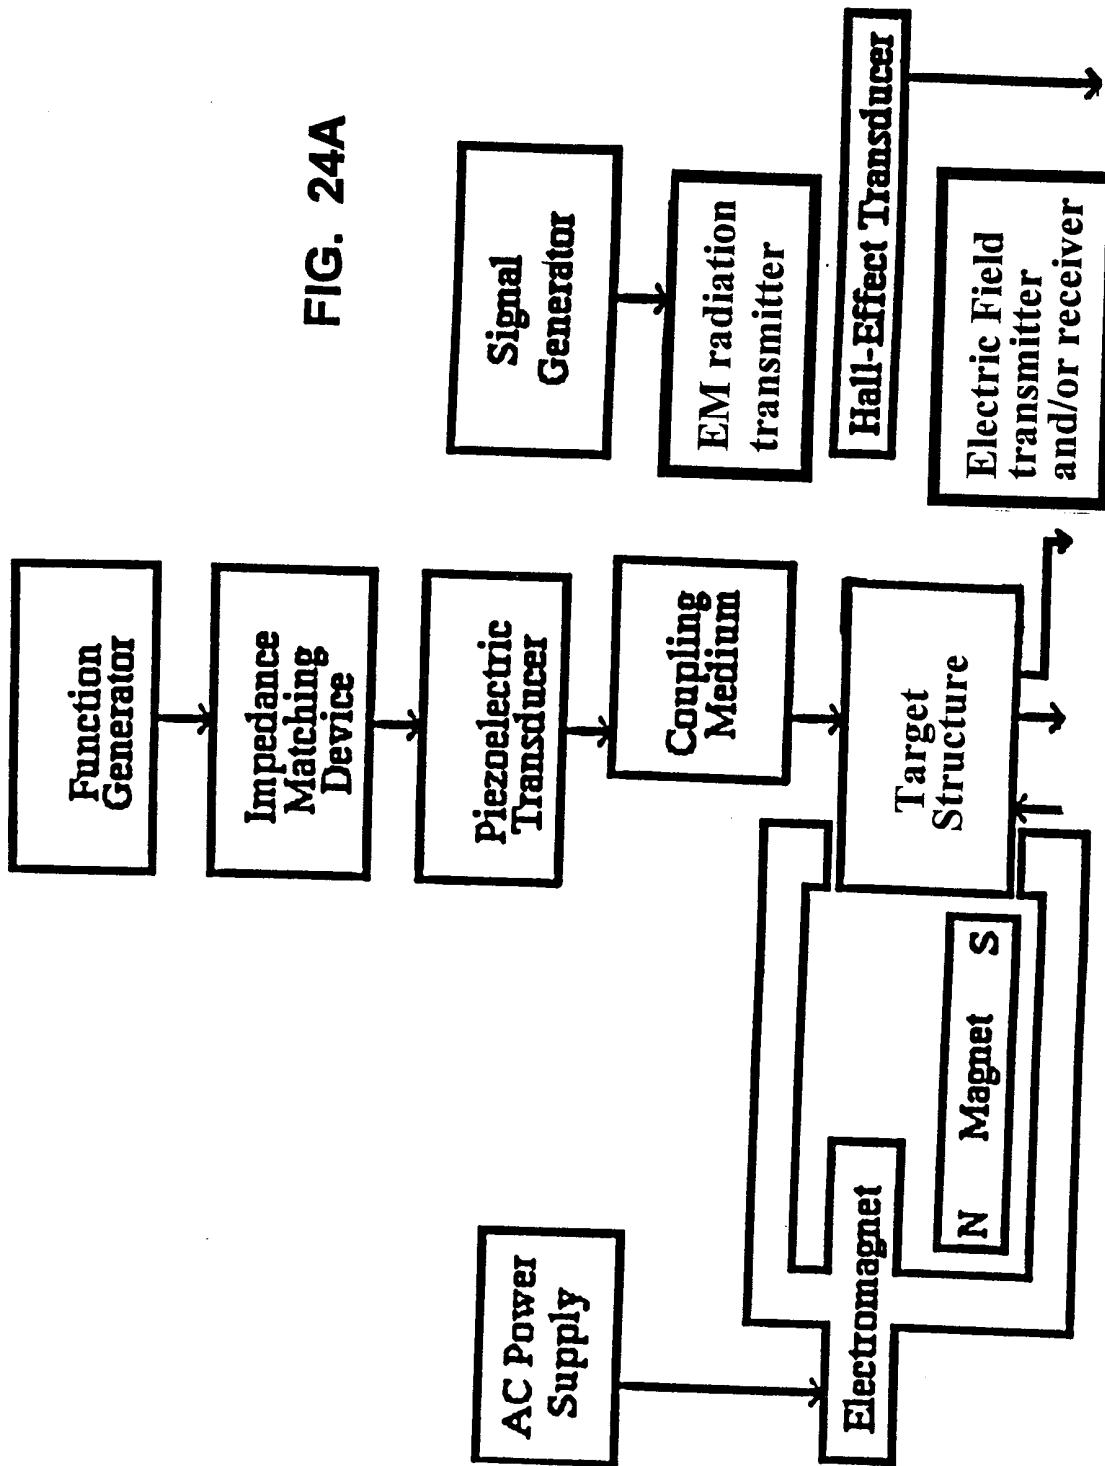 FIG. 24A
Function
Generator
Impedance
Matching
Device
Piezoelectric
Transducer
Coupling
Medium
Target
Structure
Signal
Generator
EM radiation
transmitter
Hall-Effect Transducer
Electric Field
transmitter
and/or receiver
AC Power
Supply
Electromagnet
N Magnet S